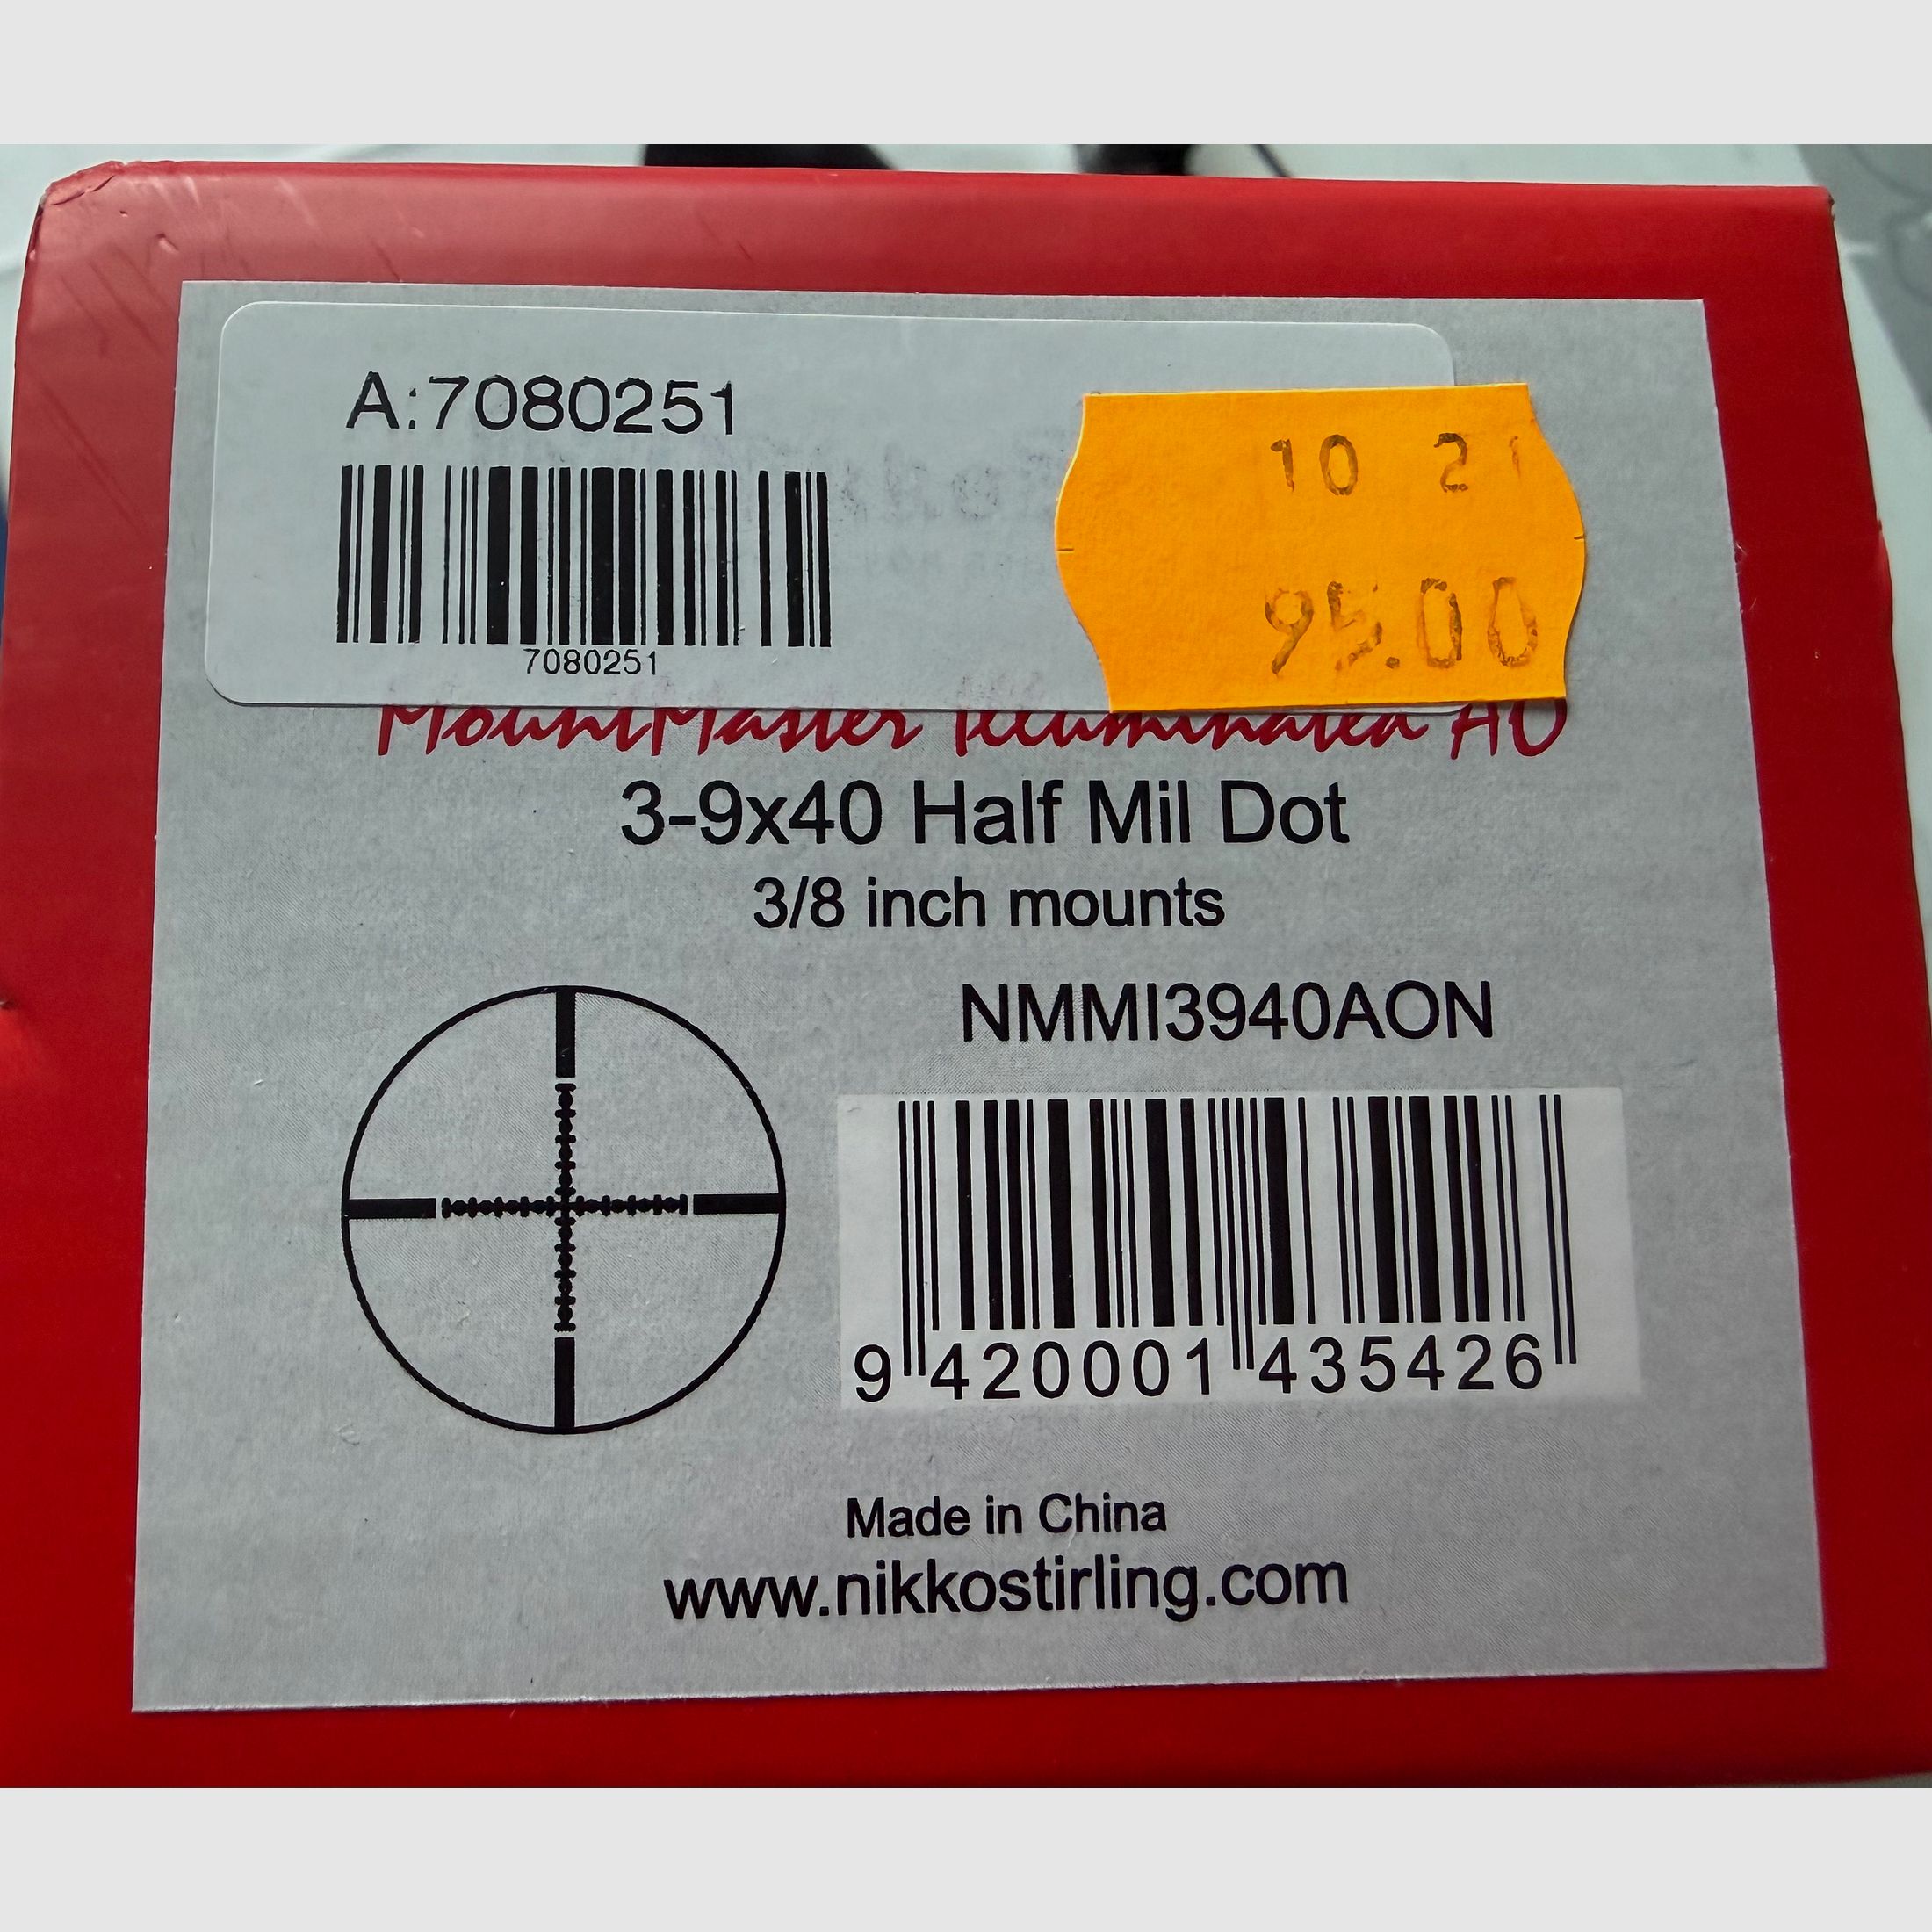 A:7080251
7080251
10 21
95.00
MountMaster Illuminated AO
3-9x40 Half Mil Dot
3/8 inch mounts
NMMI3940AON
9 420001 435426
Made in China
www.nikkostirling.com